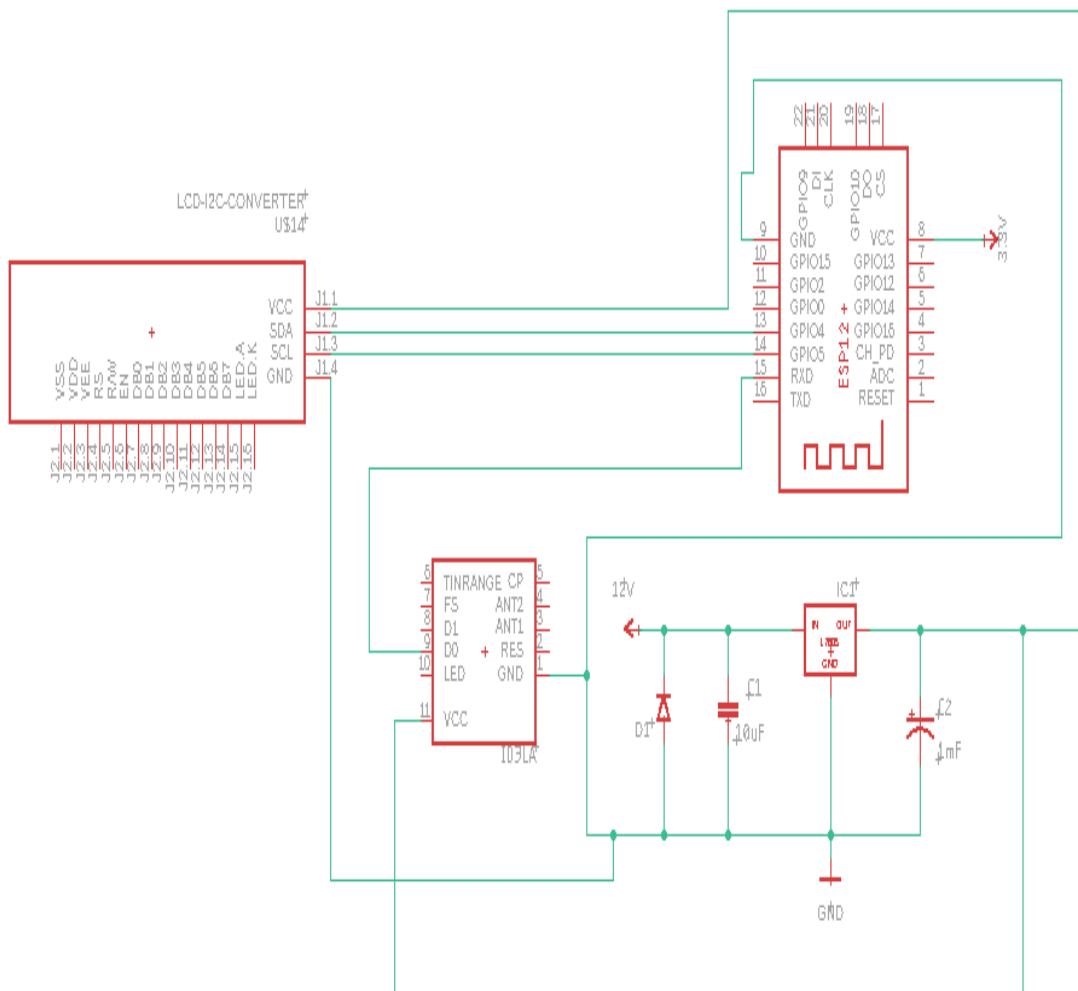 LCD-I2C-CONVERTER
U$14
VCC J1.1
SDA J1.2
SCL J1.3
GND J1.4
VSS
VDD
VEE
RS
R/W
EN
DB0
DB1
DB2
DB3
DB4
DB5
DB6
DB7
LED.A
LED.K
J2.1
J2.2
J2.3
J2.4
J2.5
J2.6
J2.7
J2.8
J2.9
J2.10
J2.11
J2.12
J2.13
J2.14
J2.15
J2.16
22 21 20 19 18 17
GPIO9
DI
CLK
GPIO10
DO
CS
9 GND VCC 8
10 GPIO15 GPIO13 7
11 GPIO2 GPIO12 6
12 GPIO0 GPIO14 5
13 GPIO4 GPIO16 4
14 GPIO5 CH_PD 3
15 RXD ADC 2
16 TXD RESET 1
ESP12
3.3V
6 TINRANGE CP 5
7 FS ANT2 4
8 D1 ANT1 3
9 D0 RES 2
10 LED GND 1
11 VCC
ID3LA
12V
IC1
IN OUT
GND
D1
C1
10uF
C2
1mF
GND